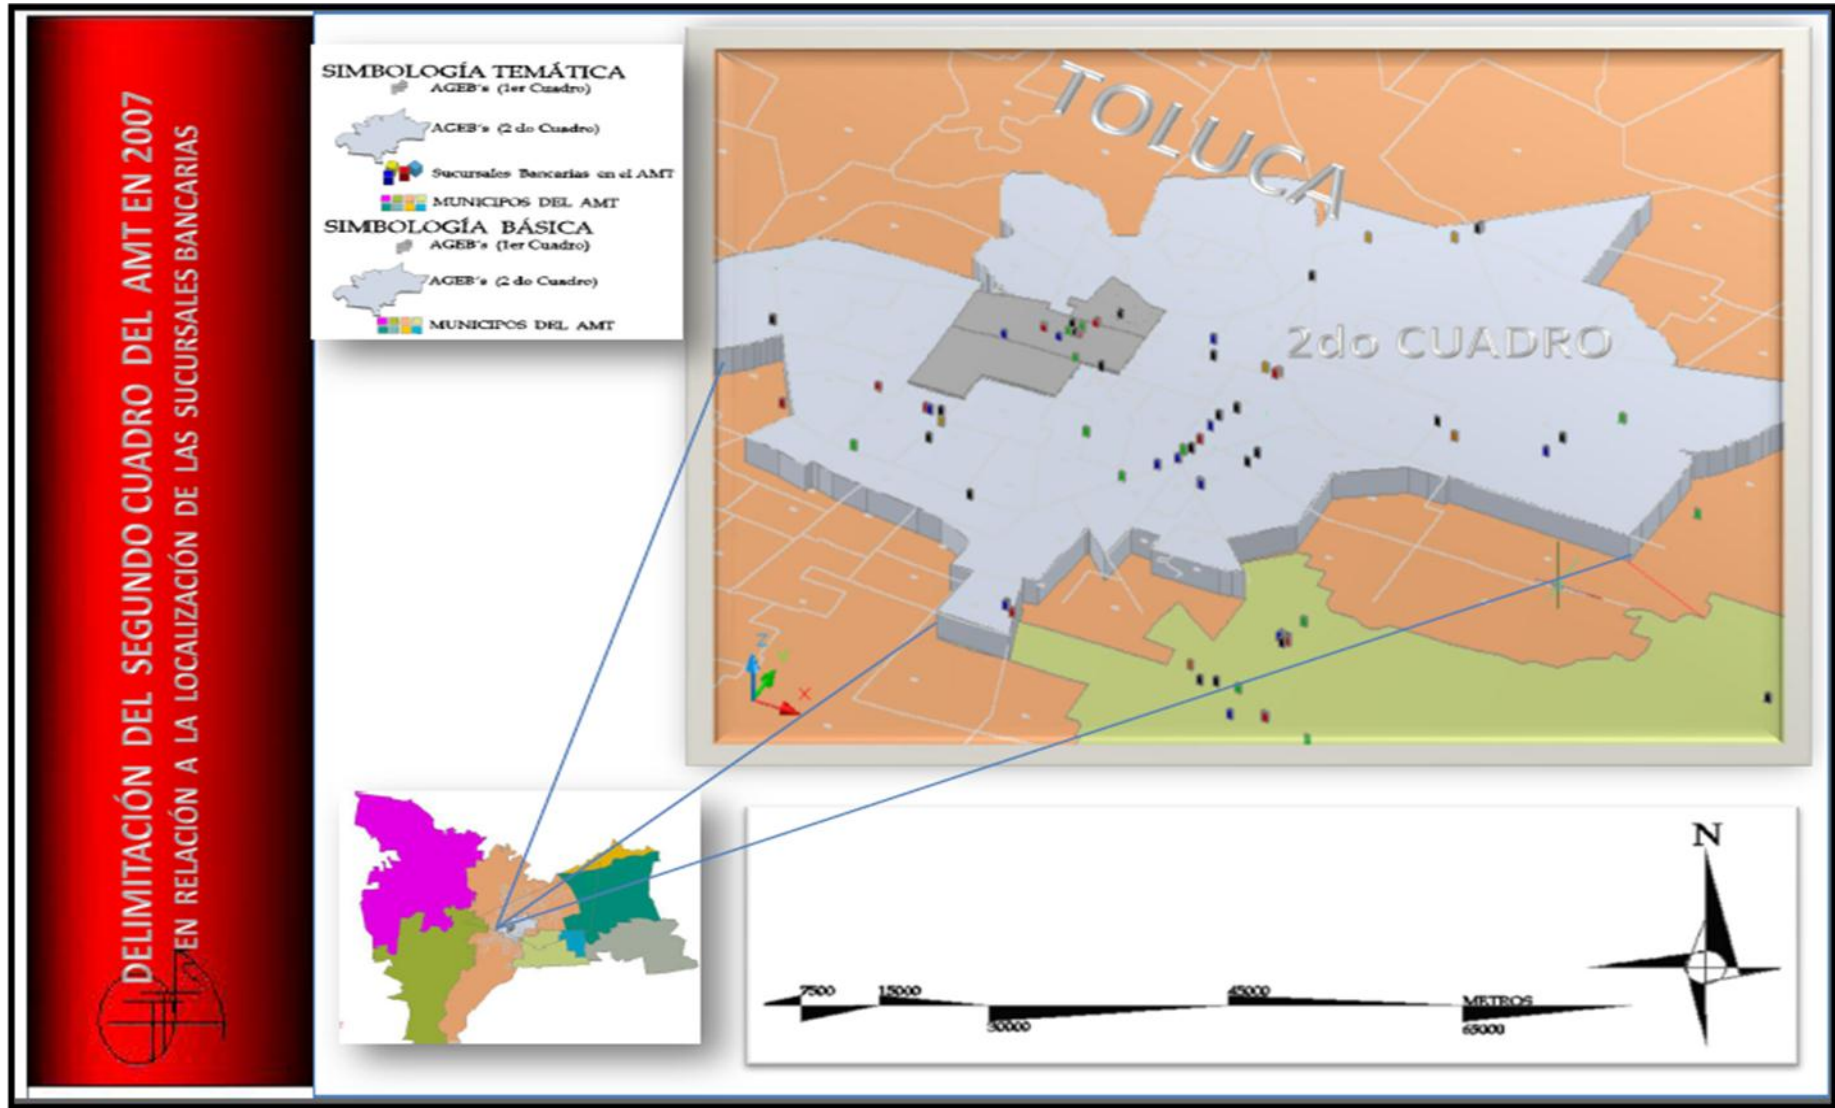 DELIMITACIÓN DEL SEGUNDO CUADRO DEL AMT EN 2007
EN RELACIÓN A LA LOCALIZACIÓN DE LAS SUCURSALES BANCARIAS
SIMBOLOGÍA TEMÁTICA
AGEB's (1er Cuadro)
AGEB's (2 do Cuadro)
Sucursales Bancarias en el AMT
MUNICIPOS DEL AMT
SIMBOLOGÍA BÁSICA
AGEB's (1er Cuadro)
AGEB's (2 do Cuadro)
MUNICIPOS DEL AMT
TOLUCA
2do CUADRO
Z
Y
X
N
7500
15000
30000
45000
METROS
65000